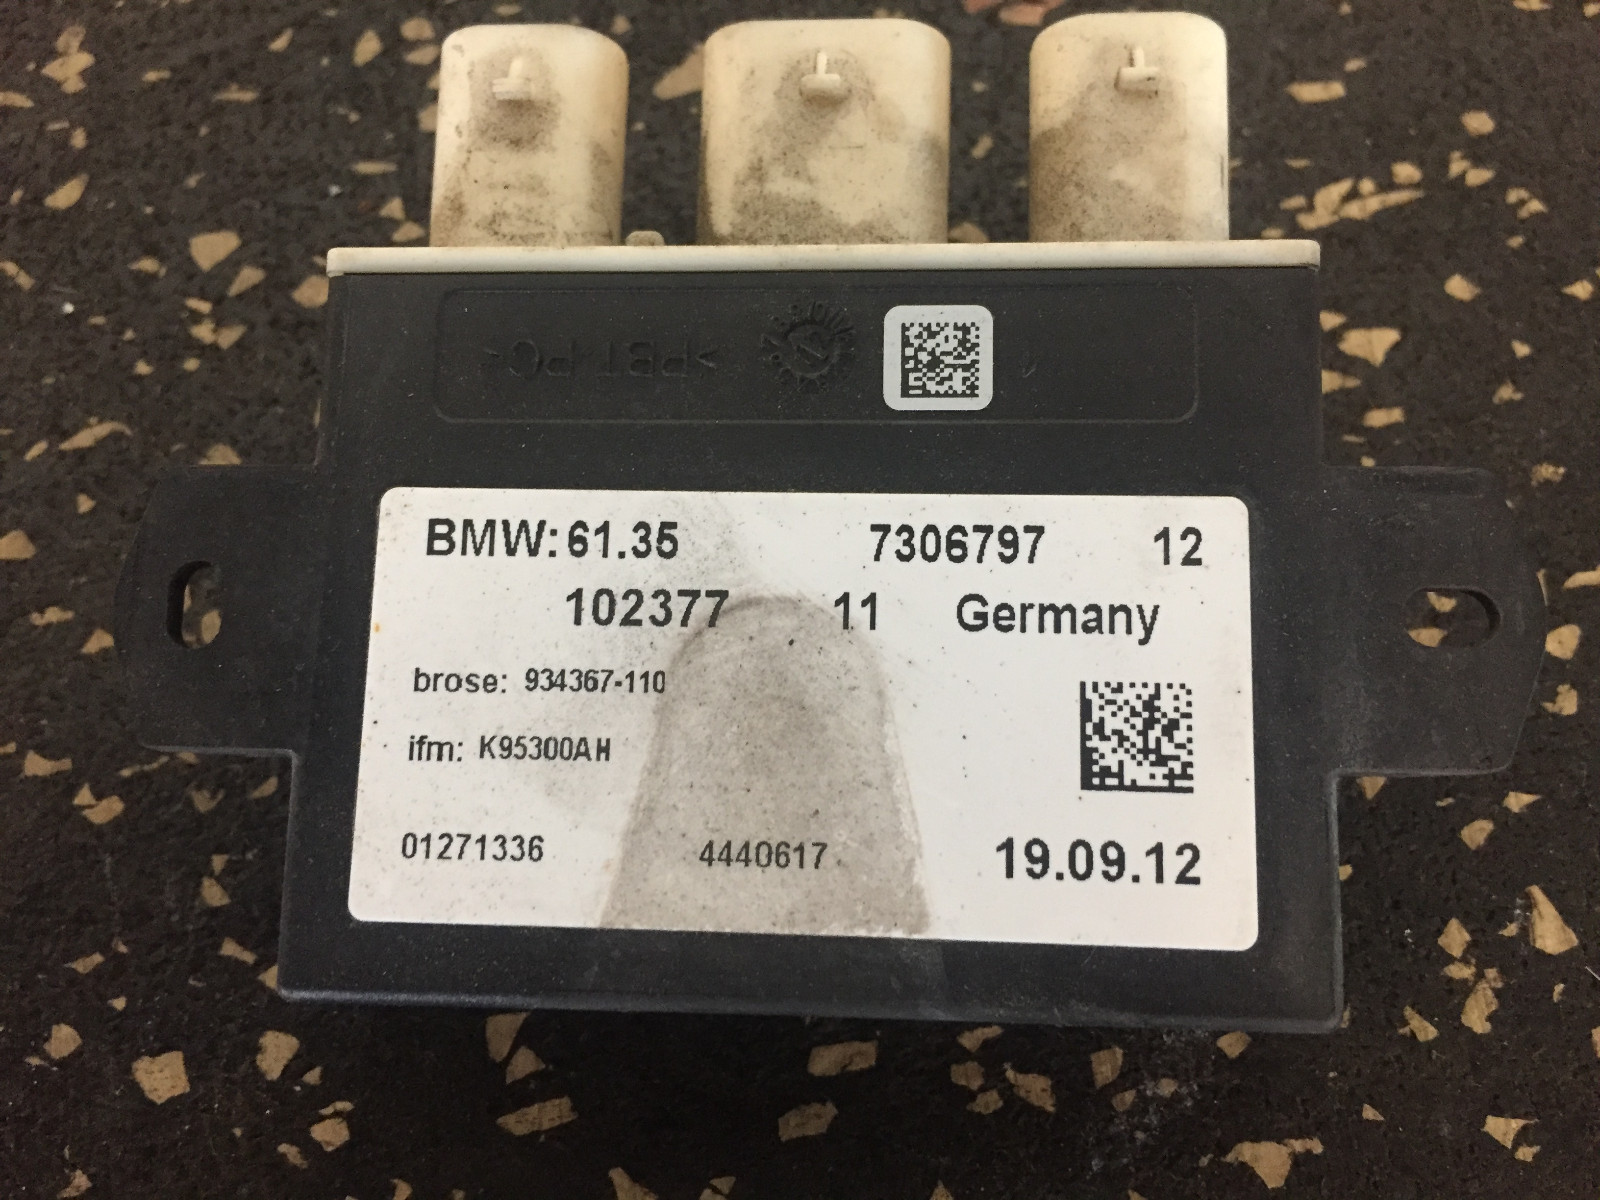 >PBT-PC<
BMW: 61.35 7306797 12
102377 11 Germany
brose: 934367-110
ifm: K95300AH
01271336 4440617 19.09.12